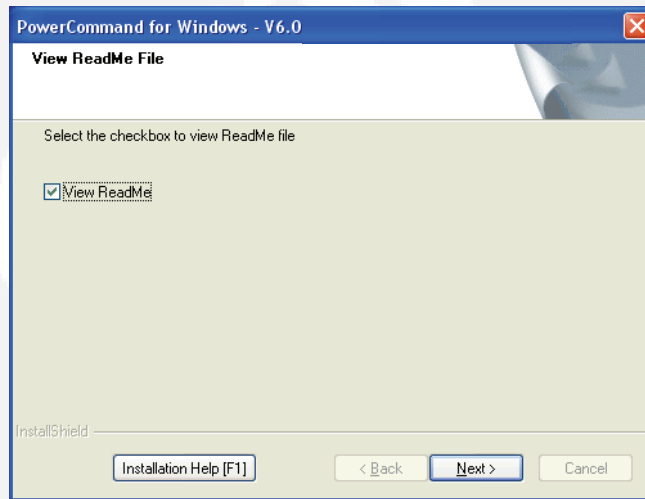 PowerCommand for Windows - V6.0
View ReadMe File
Select the checkbox to view ReadMe file
View ReadMe
InstallShield
Installation Help [F1]
< Back
Next >
Cancel